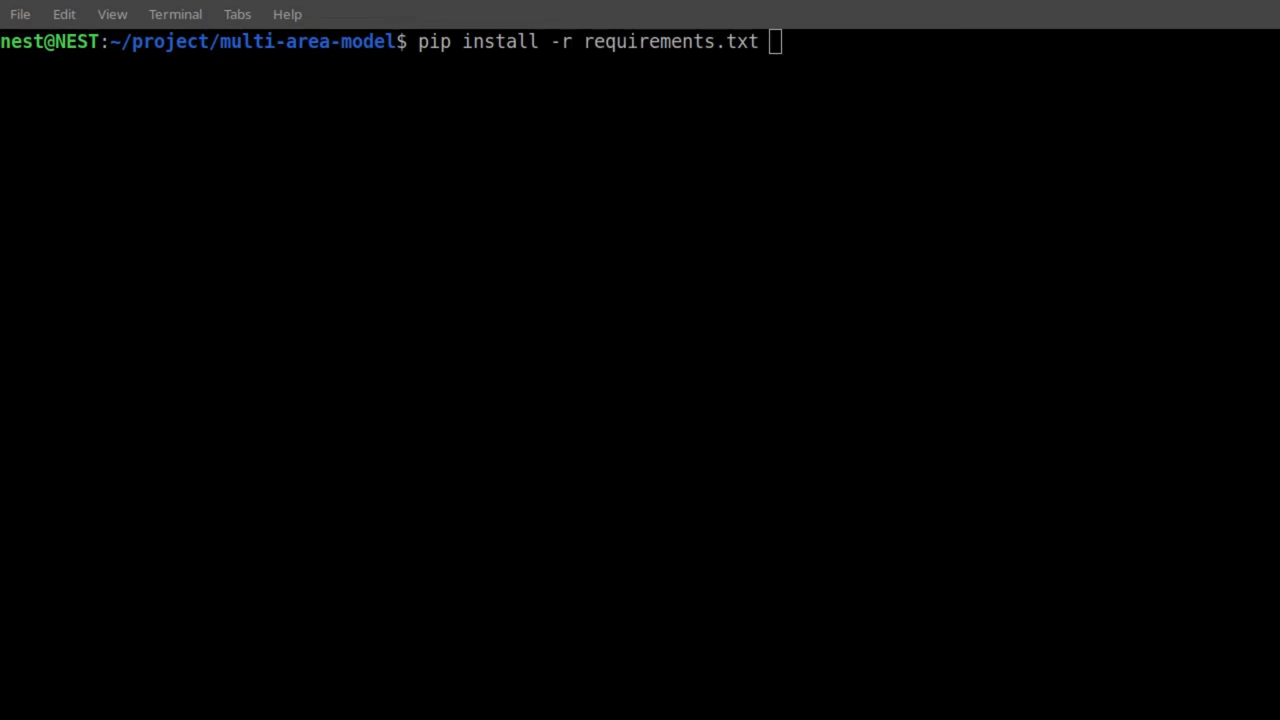 File Edit View Terminal Tabs Help
nest@NEST:~/project/multi-area-model$ pip install -r requirements.txt